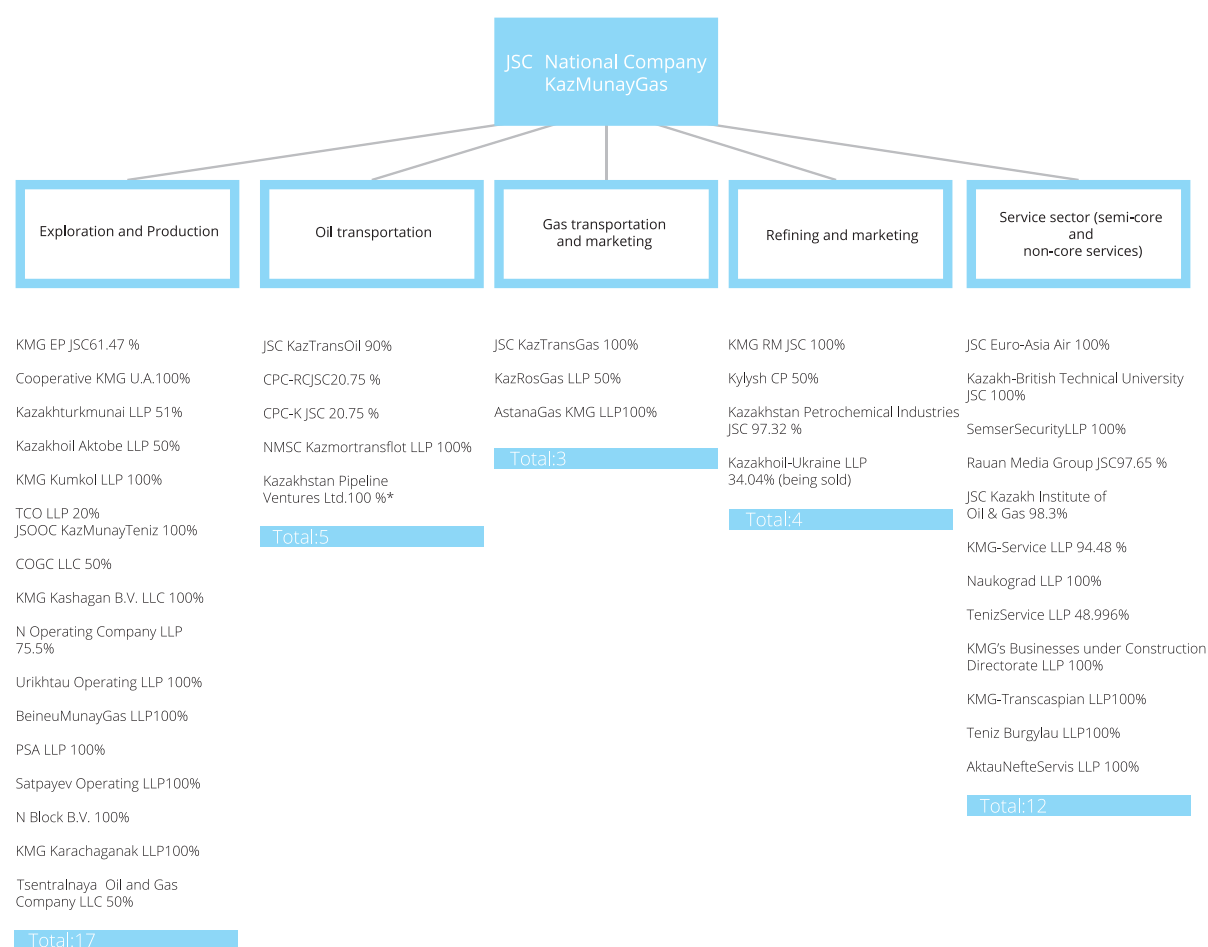 JSC National Company
KazMunayGas
Exploration and Production
Oil transportation
Gas transportation
and marketing
Refining and marketing
Service sector (semi-core
and
non-core services)
KMG EP JSC61.47 %
Cooperative KMG U.A.100%
Kazakhturkmunai LLP 51%
Kazakhoil Aktobe LLP 50%
KMG Kumkol LLP 100%
TCO LLP 20%
JSOOC KazMunayTeniz 100%
COGC LLC 50%
KMG Kashagan B.V. LLC 100%
N Operating Company LLP
75.5%
Urikhtau Operating LLP 100%
BeineuMunayGas LLP100%
PSA LLP 100%
Satpayev Operating LLP100%
N Block B.V. 100%
KMG Karachaganak LLP100%
Tsentralnaya Oil and Gas
Company LLC 50%
Total:17
JSC KazTransOil 90%
CPC-RCJSC20.75 %
CPC-K JSC 20.75 %
NMSC Kazmortransflot LLP 100%
Kazakhstan Pipeline
Ventures Ltd.100 %*
Total:5
JSC KazTransGas 100%
KazRosGas LLP 50%
AstanaGas KMG LLP100%
Total:3
KMG RM JSC 100%
Kylysh CP 50%
Kazakhstan Petrochemical Industries
JSC 97.32 %
Kazakhoil-Ukraine LLP
34.04% (being sold)
Total:4
JSC Euro-Asia Air 100%
Kazakh-British Technical University
JSC 100%
SemserSecurityLLP 100%
Rauan Media Group JSC97.65 %
JSC Kazakh Institute of
Oil & Gas 98.3%
KMG-Service LLP 94.48 %
Naukograd LLP 100%
TenizService LLP 48.996%
KMG's Businesses under Construction
Directorate LLP 100%
KMG-Transcaspian LLP100%
Teniz Burgylau LLP100%
AktauNefteServis LLP 100%
Total:12